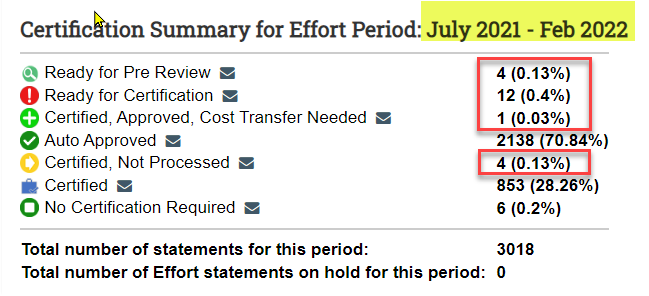 Certification Summary for Effort Period: July 2021 - Feb 2022
Ready for Pre Review 4 (0.13%)
Ready for Certification 12 (0.4%)
Certified, Approved, Cost Transfer Needed 1 (0.03%)
Auto Approved 2138 (70.84%)
Certified, Not Processed 4 (0.13%)
Certified 853 (28.26%)
No Certification Required 6 (0.2%)
Total number of statements for this period: 3018
Total number of Effort statements on hold for this period: 0